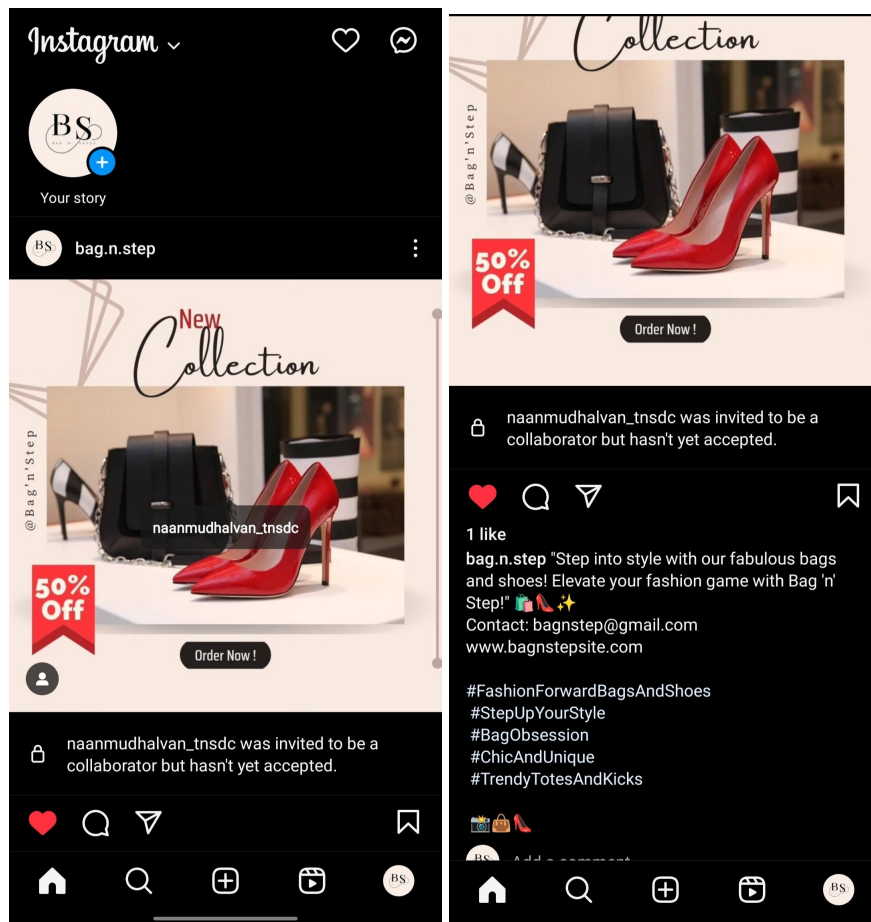 Instagram
BS
Your story
BS
bag.n.step
New
Collection
@Bag'n'Step
naanmudhalvan_tnsdc
50%
Off
Order Now !
naanmudhalvan_tnsdc was invited to be a
collaborator but hasn't yet accepted.
BS
Collection
@Bag'n'Step
50%
Off
Order Now !
naanmudhalvan_tnsdc was invited to be a
collaborator but hasn't yet accepted.
1 like
bag.n.step "Step into style with our fabulous bags
and shoes! Elevate your fashion game with Bag 'n'
Step!" 🛍️👠✨
Contact: bagnstep@gmail.com
www.bagnstepsite.com
#FashionForwardBagsAndShoes
#StepUpYourStyle
#BagObsession
#ChicAndUnique
#TrendyTotesAndKicks
📸👜👠
BS
Add a comment
BS